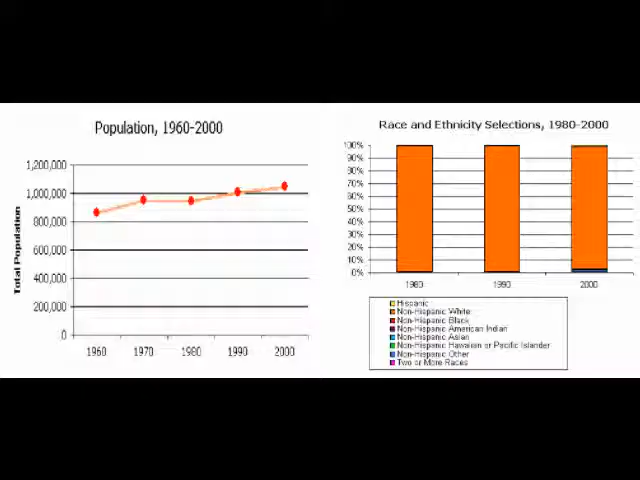 Population, 1960-2000
Total Population
1,200,000
1,000,000
800,000
600,000
400,000
200,000
0
1960
1970
1980
1990
2000
Race and Ethnicity Selections, 1980-2000
100%
90%
80%
70%
60%
50%
40%
30%
20%
10%
0%
1980
1990
2000
Hispanic
Non-Hispanic White
Non-Hispanic Black
Non-Hispanic American Indian
Non-Hispanic Asian
Non-Hispanic Hawaiian or Pacific Islander
Non-Hispanic Other
Two or More Races